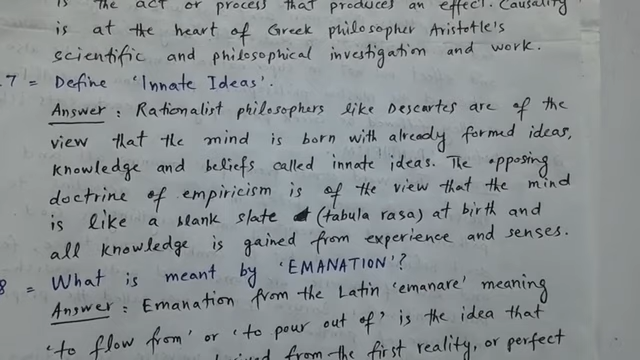 is the act or process that produces an effect. Causality
is at the heart of Greek philosopher Aristotle's
scientific and philosophical investigation and work.
7 = Define 'Innate Ideas'.
Answer : Rationalist philosophers like Descartes are of the
view that the mind is born with already formed ideas,
knowledge and beliefs called innate ideas. The opposing
doctrine of empiricism is of the view that the mind
is like a blank slate (tabula rasa) at birth and
all knowledge is gained from experience and senses.
8 = What is meant by 'EMANATION'?
Answer : Emanation from the Latin 'emanare' meaning
'to flow from' or 'to pour out of' is the idea that
from the first reality, or perfect